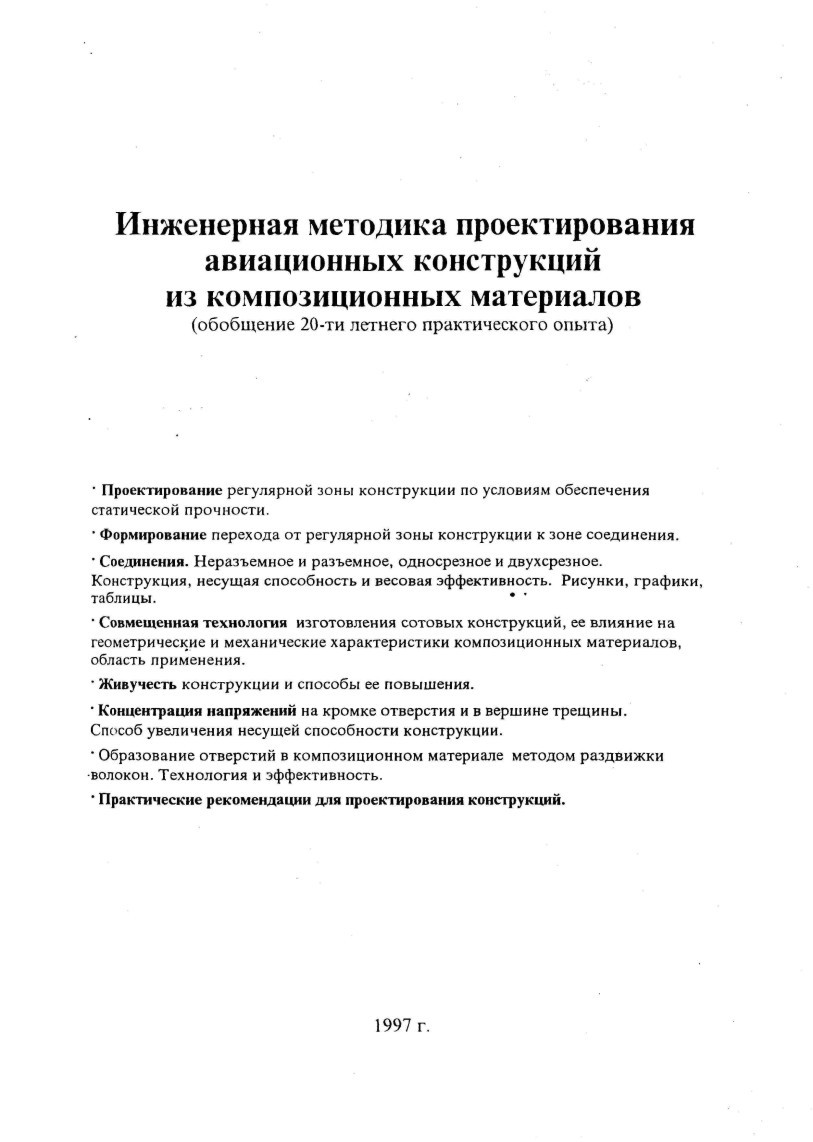 Инженерная методика проектирования
авиационных конструкций
из композиционных материалов
(обобщение 20-ти летнего практического опыта)
· Проектирование регулярной зоны конструкции по условиям обеспечения
статической прочности.
· Формирование перехода от регулярной зоны конструкции к зоне соединения.
· Соединения. Неразъемное и разъемное, односрезное и двухсрезное.
Конструкция, несущая способность и весовая эффективность. Рисунки, графики,
таблицы.
· Совмещенная технология изготовления сотовых конструкций, ее влияние на
геометрические и механические характеристики композиционных материалов,
область применения.
· Живучесть конструкции и способы ее повышения.
· Концентрация напряжений на кромке отверстия и в вершине трещины.
Способ увеличения несущей способности конструкции.
· Образование отверстий в композиционном материале методом раздвижки
волокон. Технология и эффективность.
· Практические рекомендации для проектирования конструкций.
1997 г.